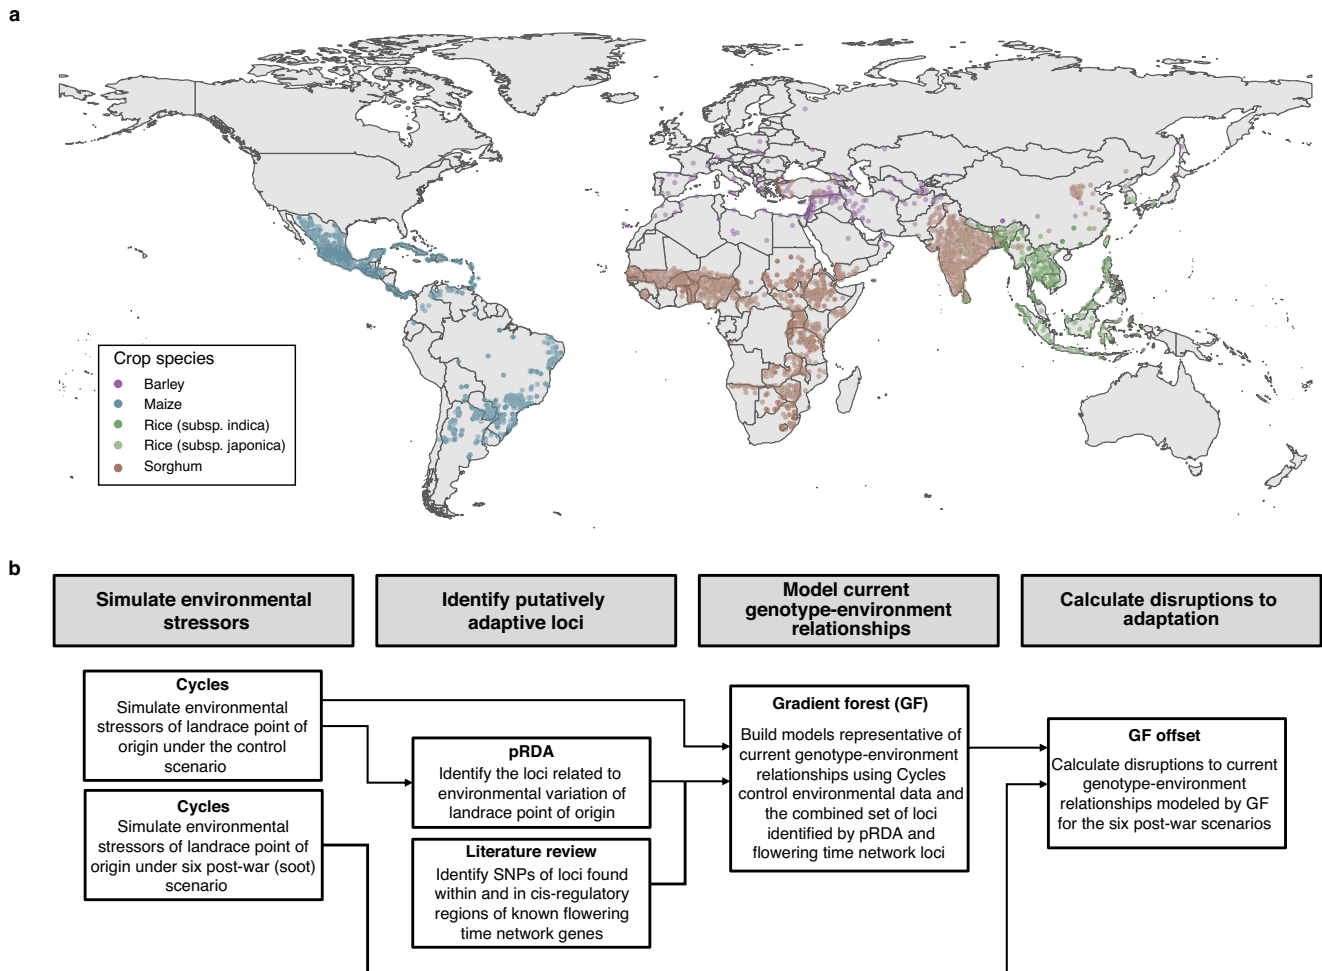 a
Crop species
Barley
Maize
Rice (subsp. indica)
Rice (subsp. japonica)
Sorghum
b
Simulate environmental
stressors
Identify putatively
adaptive loci
Model current
genotype-environment
relationships
Calculate disruptions to
adaptation
Cycles
Simulate environmental
stressors of landrace point of
origin under the control
scenario
Cycles
Simulate environmental
stressors of landrace point of
origin under six post-war (soot)
scenario
pRDA
Identify the loci related to
environmental variation of
landrace point of origin
Literature review
Identify SNPs of loci found
within and in cis-regulatory
regions of known flowering
time network genes
Gradient forest (GF)
Build models representative of
current genotype-environment
relationships using Cycles
control environmental data and
the combined set of loci
identified by pRDA and
flowering time network loci
GF offset
Calculate disruptions to current
genotype-environment
relationships modeled by GF
for the six post-war scenarios